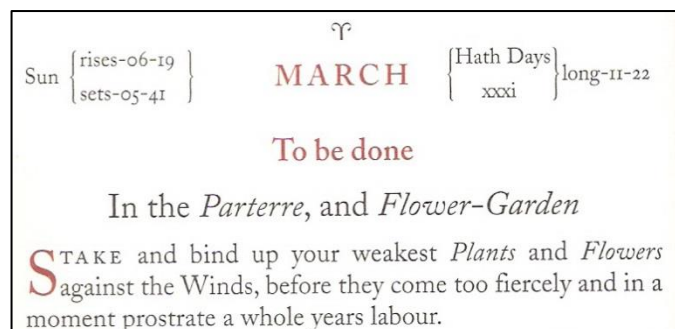 ♈
Sun { rises-06-19 sets-05-41 } MARCH { Hath Days xxxi } long-11-22
To be done
In the Parterre, and Flower-Garden
STAKE and bind up your weakest Plants and Flowers
against the Winds, before they come too fiercely and in a
moment prostrate a whole years labour.